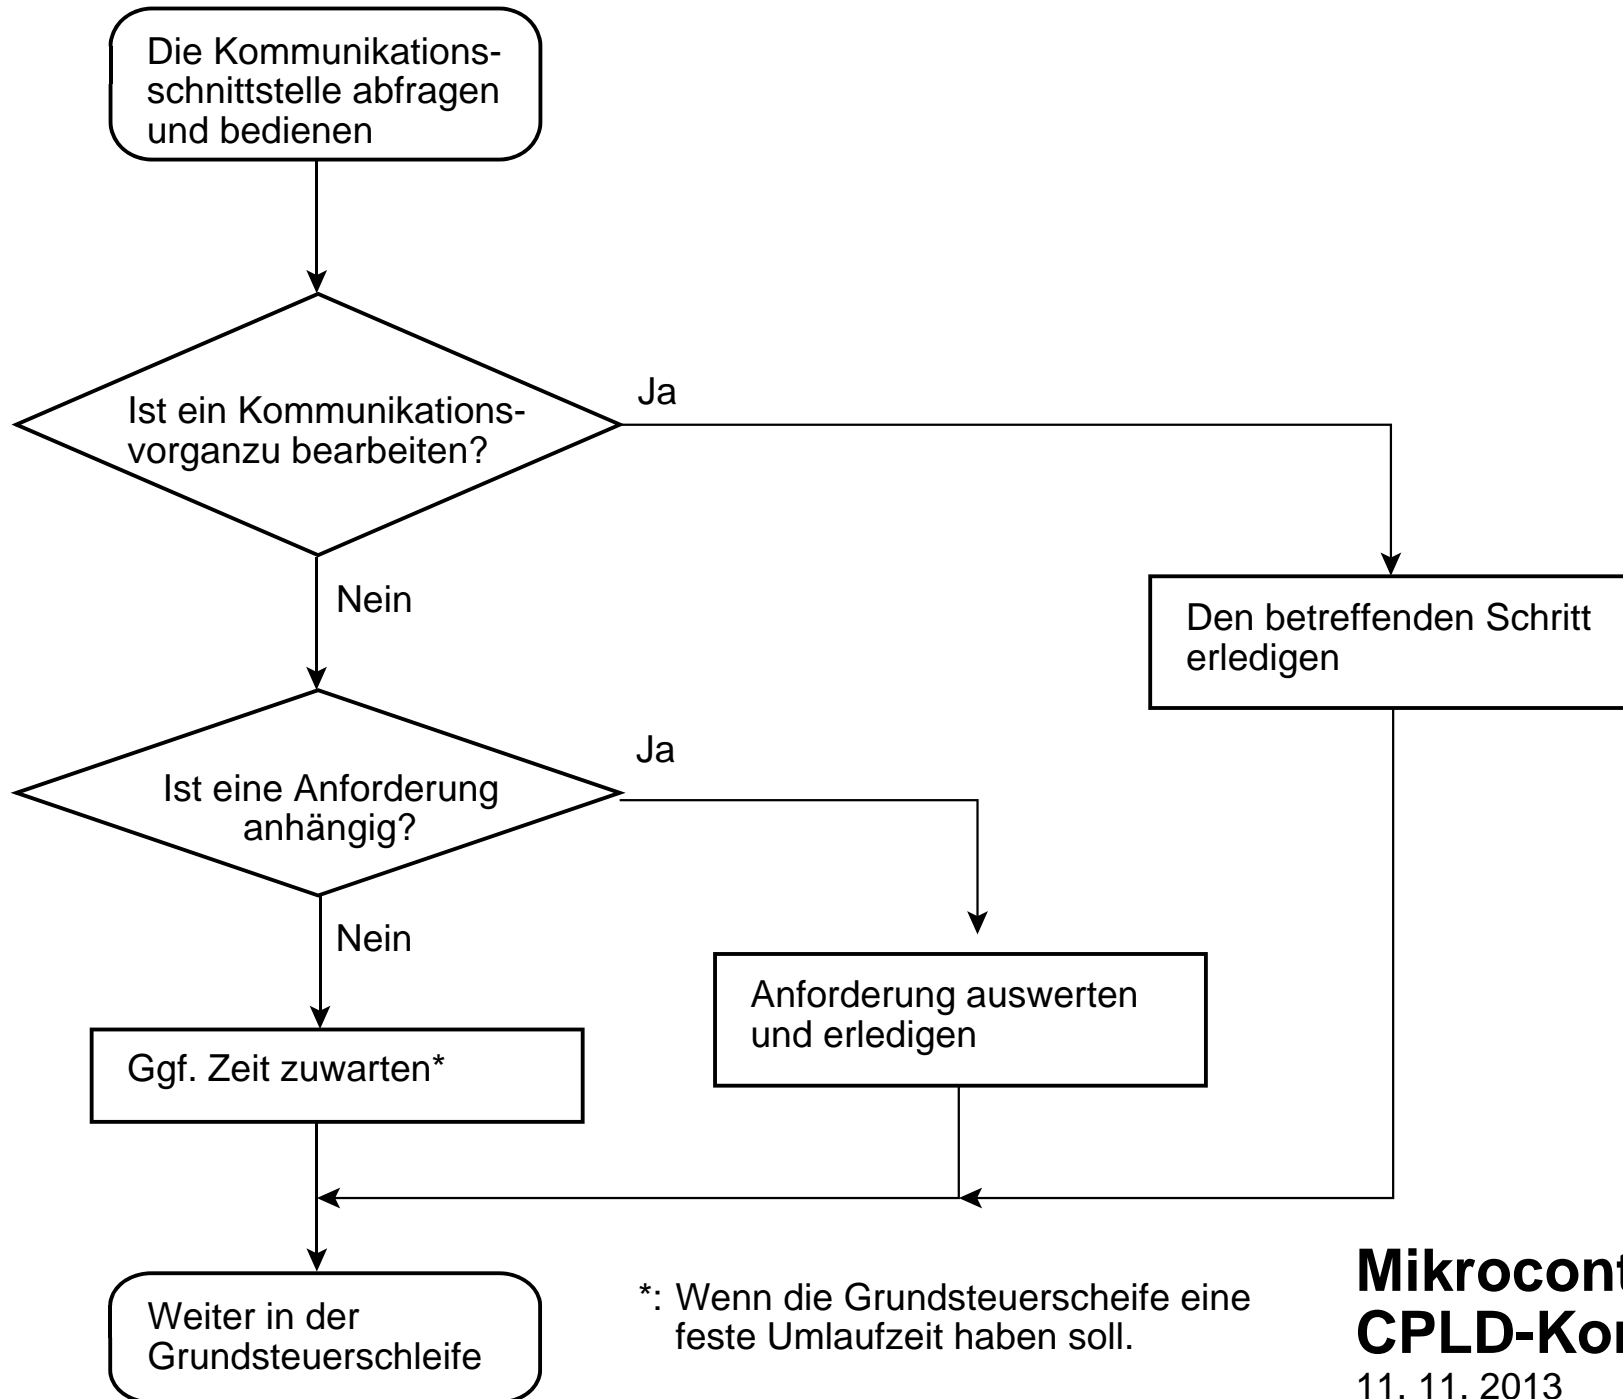 Die Kommunikations-
schnittstelle abfragen
und bedienen
Ist ein Kommunikations-
vorganzu bearbeiten?
Ja
Nein
Den betreffenden Schritt
erledigen
Ist eine Anforderung
anhängig?
Ja
Nein
Anforderung auswerten
und erledigen
Ggf. Zeit zuwarten*
Weiter in der
Grundsteuerschleife
*: Wenn die Grundsteuerscheife eine
feste Umlaufzeit haben soll.
Mikrocont
CPLD-Kor
11. 11. 2013